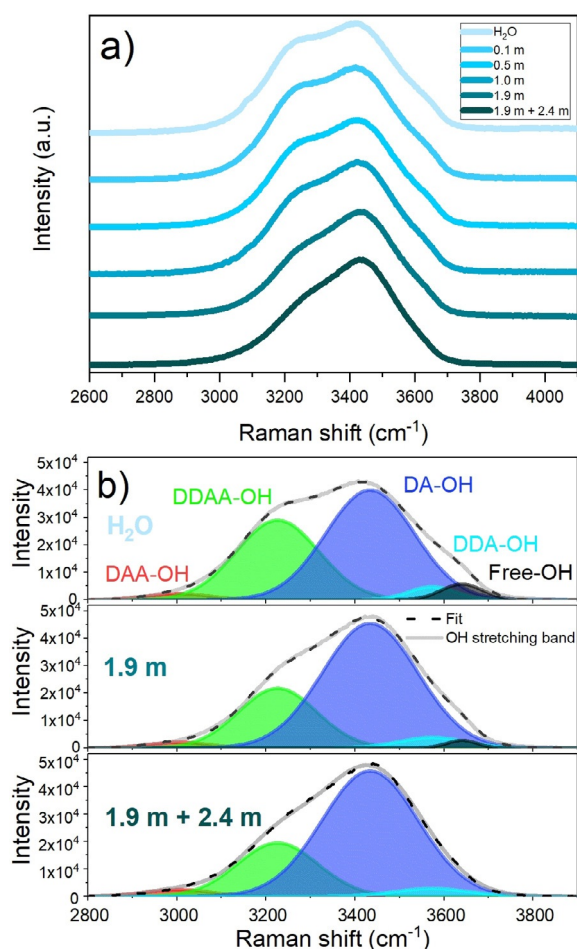 a)
H₂O
0.1 m
0.5 m
1.0 m
1.9 m
1.9 m + 2.4 m
Intensity (a.u.)
2600 2800 3000 3200 3400 3600 3800 4000
Raman shift (cm⁻¹)
b)
5x10⁴
4x10⁴
3x10⁴
2x10⁴
1x10⁴
0
Intensity
H₂O
DAA-OH
DDAA-OH
DA-OH
DDA-OH
Free-OH
5x10⁴
4x10⁴
3x10⁴
2x10⁴
1x10⁴
0
Intensity
1.9 m
Fit
OH stretching band
5x10⁴
4x10⁴
3x10⁴
2x10⁴
1x10⁴
0
Intensity
1.9 m + 2.4 m
2800 3000 3200 3400 3600 3800
Raman shift (cm⁻¹)